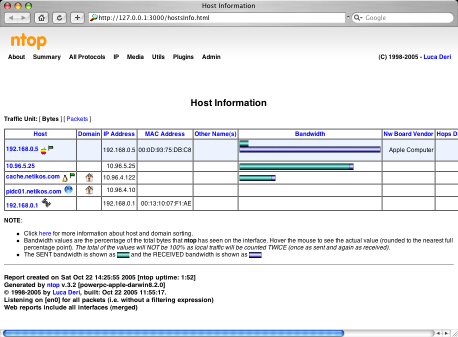 Host Information
http://127.0.0.1:3000/hostsInfo.html
Google
ntop
About Summary All Protocols IP Media Utils Plugins Admin (C) 1998-2005 - Luca Deri
Host Information
Traffic Unit: [ Bytes ] [ Packets ]
Host Domain IP Address MAC Address Other Name(s) Bandwidth Nw Board Vendor Hops D
192.168.0.5 192.168.0.5 00:0D:93:75:DB:C8 Apple Computer
10.96.5.25 10.96.5.25
cache.netikos.com 10.96.4.122
pidc01.netikos.com 10.96.4.10
192.168.0.1 192.168.0.1 00:13:10:07:F1:AE
NOTE:
Click here for more information about host and domain sorting.
Bandwidth values are the percentage of the total bytes that ntop has seen on the interface. Hover the mouse to see the actual value (rounded to the nearest full
percentage point). The total of the values will NOT be 100% as local traffic will be counted TWICE (once as sent and again as received).
The SENT bandwidth is shown as and the RECEIVED bandwidth is shown as
Report created on Sat Oct 22 14:25:55 2005 [ntop uptime: 1:52]
Generated by ntop v.3.2 [powerpc-apple-darwin8.2.0]
© 1998-2005 by Luca Deri, built: Oct 22 2005 11:55:17.
Listening on [en0] for all packets (i.e. without a filtering expression)
Web reports include all interfaces (merged)